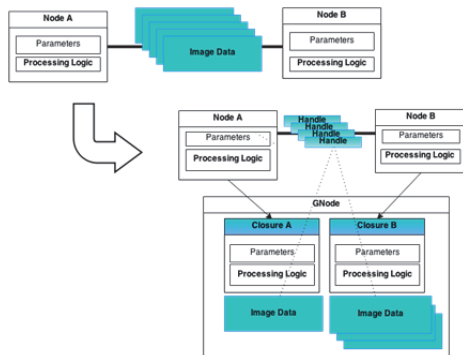 Node A
Node B
Parameters
Parameters
Processing Logic
Image Data
Processing Logic
Node A
Handle
Handle
Handle
Handle
Node B
Parameters
Parameters
Processing Logic
Processing Logic
GNode
Closure A
Closure B
Parameters
Parameters
Processing Logic
Processing Logic
Image Data
Image Data